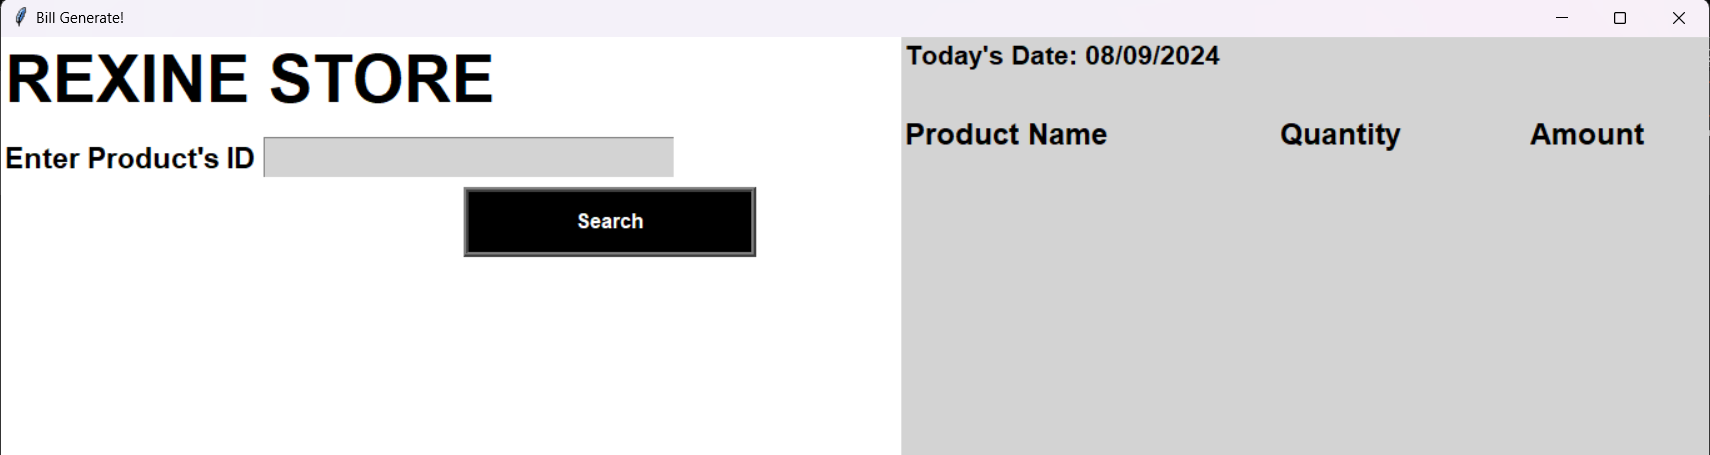 Bill Generate!
REXINE STORE
Enter Product's ID
Search
Today's Date: 08/09/2024
Product Name Quantity Amount